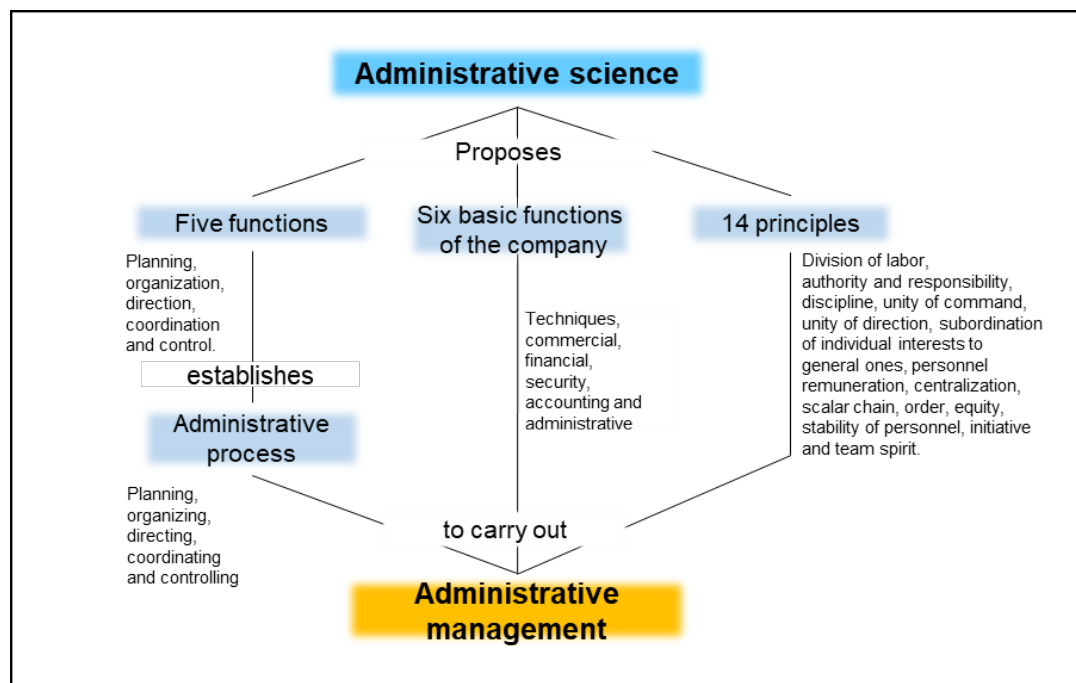 Administrative science
Proposes
Five functions
Planning,
organization,
direction,
coordination
and control.
establishes
Administrative
process
Planning,
organizing,
directing,
coordinating
and controlling
Six basic functions
of the company
Techniques,
commercial,
financial,
security,
accounting and
administrative
14 principles
Division of labor,
authority and responsibility,
discipline, unity of command,
unity of direction, subordination
of individual interests to
general ones, personnel
remuneration, centralization,
scalar chain, order, equity,
stability of personnel, initiative
and team spirit.
to carry out
Administrative
management